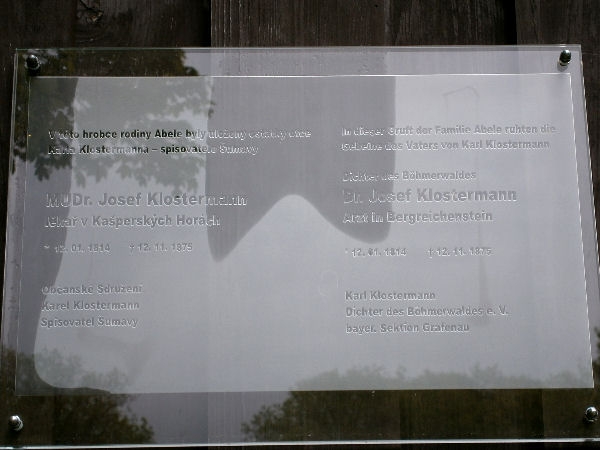 V této hrobce rodiny Abele byly uloženy ostatky otce
Karla Klostermanna – spisovatele Šumavy
MUDr. Josef Klostermann
lékař v Kašperských Horách
* 12. 01. 1814 † 12. 11. 1875
Občanské Sdružení
Karel Klostermann
Spisovatel Šumavy
In dieser Gruft der Familie Abele ruhten die
Gebeine des Vaters von Karl Klostermann
Dichter des Böhmerwaldes
Dr. Josef Klostermann
Arzt in Bergreichenstein
* 12. 01. 1814 † 12. 11. 1875
Karl Klostermann
Dichter des Böhmerwaldes e. V.
bayer. Sektion Grafenau